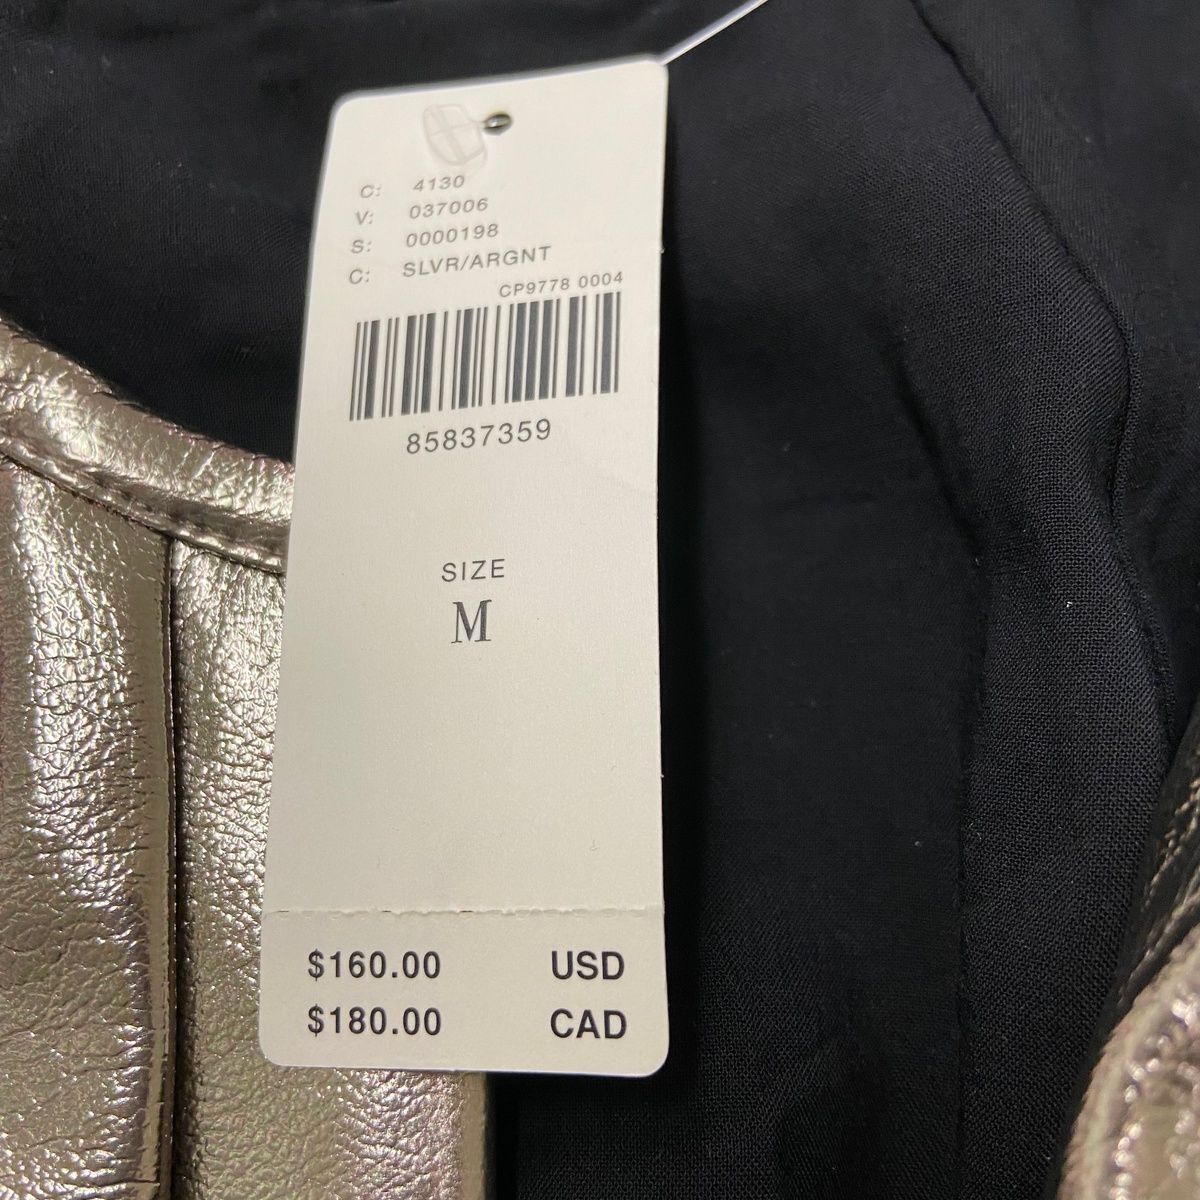 C: 4130
V: 037006
S: 0000198
C: SLVR/ARGNT
CP9778 0004
85837359
SIZE
M
$160.00 USD
$180.00 CAD